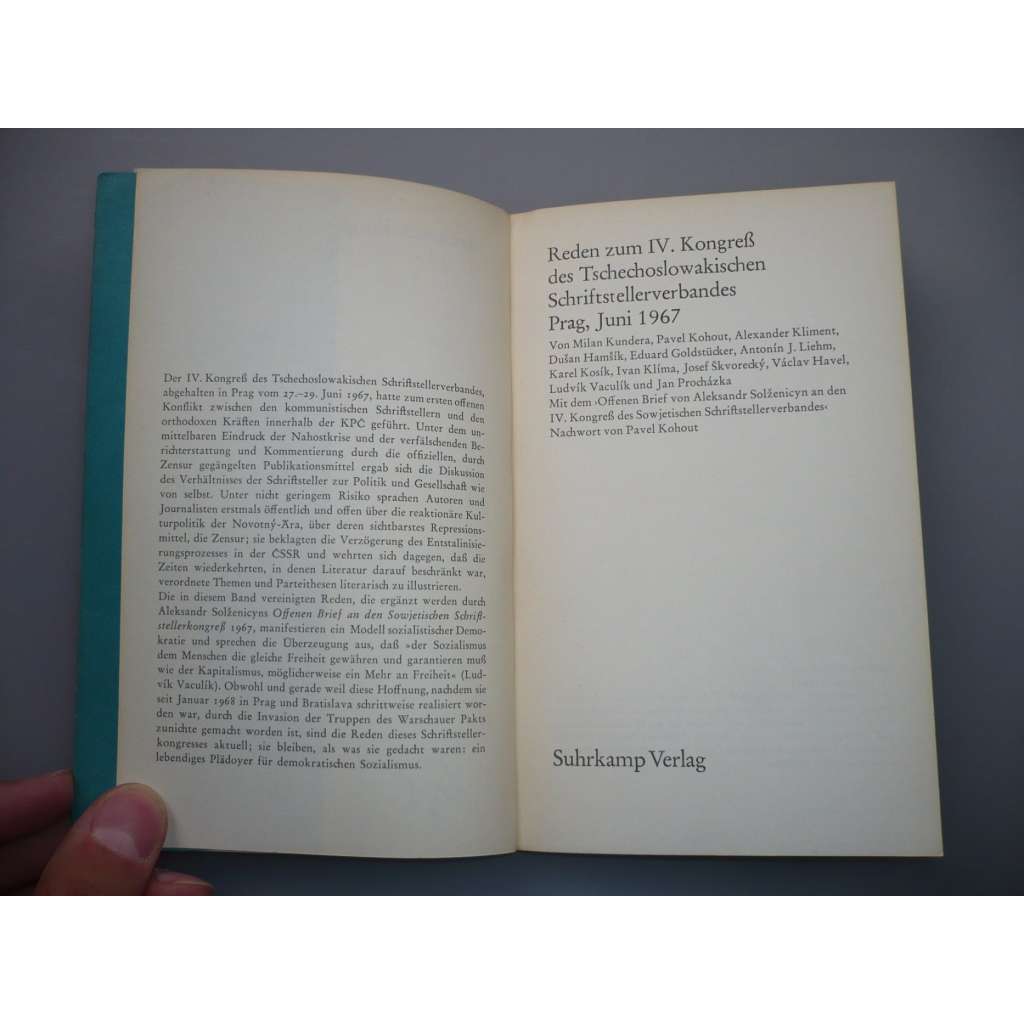 Der IV. Kongreß des Tschechoslowakischen Schriftstellerverbandes,
abgehalten in Prag vom 27.–29. Juni 1967, hatte zum ersten offenen
Konflikt zwischen den kommunistischen Schriftstellern und den
orthodoxen Kräften innerhalb der KPČ geführt. Unter dem un-
mittelbaren Eindruck der Nahostkrise und der verfälschenden Be-
richterstattung und Kommentierung durch die offiziellen, durch
Zensur gegängelten Publikationsmittel ergab sich die Diskussion
des Verhältnisses der Schriftsteller zur Politik und Gesellschaft wie
von selbst. Unter nicht geringem Risiko sprachen Autoren und
Journalisten erstmals öffentlich und offen über die reaktionäre Kul-
turpolitik der Novotný-Ära, über deren sichtbarstes Repressions-
mittel, die Zensur; sie beklagten die Verzögerung des Entstalinisie-
rungsprozesses in der ČSSR und wehrten sich dagegen, daß die
Zeiten wiederkehrten, in denen Literatur darauf beschränkt war,
verordnete Themen und Parteithesen literarisch zu illustrieren.
Die in diesem Band vereinigten Reden, die ergänzt werden durch
Aleksandr Solženicyns Offenen Brief an den Sowjetischen Schrift-
stellerkongreß 1967, manifestieren ein Modell sozialistischer Demo-
kratie und sprechen die Überzeugung aus, daß »der Sozialismus
dem Menschen die gleiche Freiheit gewähren und garantieren muß
wie der Kapitalismus, möglicherweise ein Mehr an Freiheit« (Lud-
vík Vaculík). Obwohl und gerade weil diese Hoffnung, nachdem sie
seit Januar 1968 in Prag und Bratislava schrittweise realisiert wor-
den war, durch die Invasion der Truppen des Warschauer Pakts
zunichte gemacht worden ist, sind die Reden dieses Schriftsteller-
kongresses aktuell; sie bleiben, als was sie gedacht waren: ein
lebendiges Plädoyer für demokratischen Sozialismus.
Reden zum IV. Kongreß
des Tschechoslowakischen
Schriftstellerverbandes
Prag, Juni 1967
Von Milan Kundera, Pavel Kohout, Alexander Kliment,
Dušan Hamšík, Eduard Goldstücker, Antonín J. Liehm,
Karel Kosík, Ivan Klíma, Josef Škvorecký, Václav Havel,
Ludvík Vaculík und Jan Procházka
Mit dem ›Offenen Brief von Aleksandr Solženicyn an den
IV. Kongreß des Sowjetischen Schriftstellerverbandes‹
Nachwort von Pavel Kohout
Suhrkamp Verlag